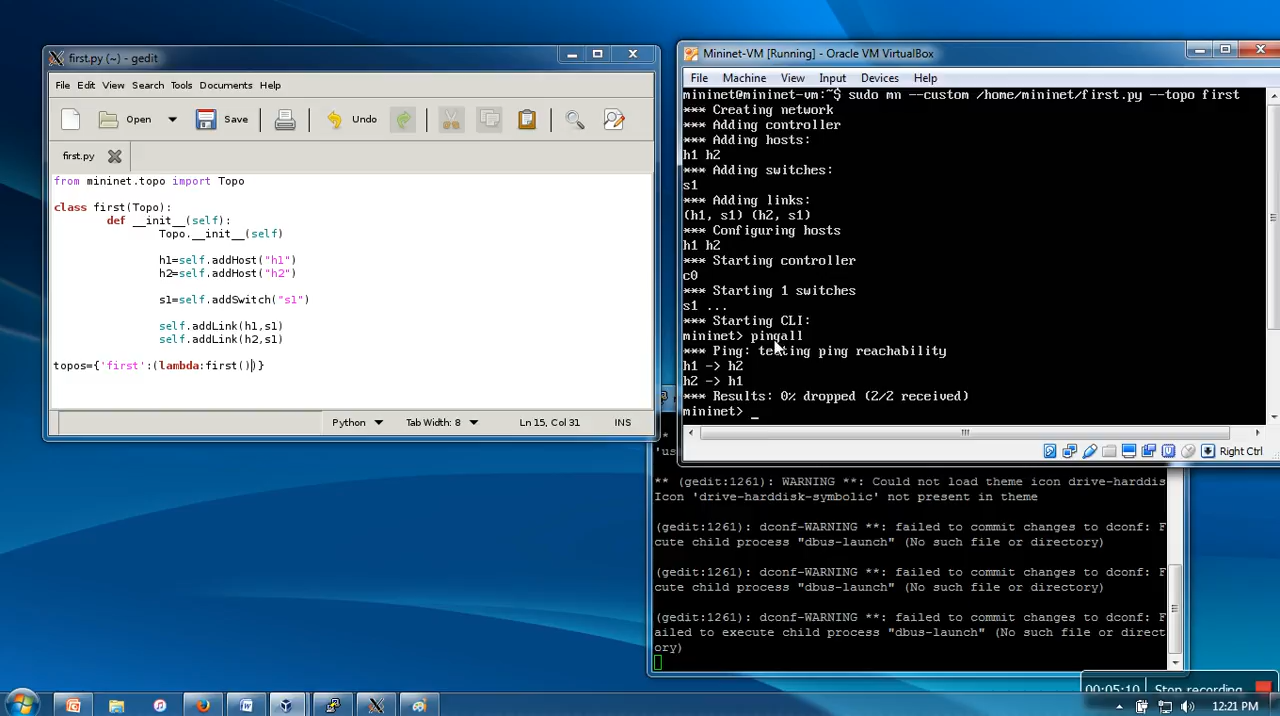 first.py (~) - gedit
File Edit View Search Tools Documents Help
Open Save Undo
first.py
from mininet.topo import Topo
class first(Topo):
def __init__(self):
Topo.__init__(self)
h1=self.addHost("h1")
h2=self.addHost("h2")
s1=self.addSwitch("s1")
self.addLink(h1,s1)
self.addLink(h2,s1)
topos={'first':(lambda:first())}
Python Tab Width: 8 Ln 15, Col 31 INS
Mininet-VM [Running] - Oracle VM VirtualBox
File Machine View Input Devices Help
mininet@mininet-vm:~$ sudo mn --custom /home/mininet/first.py --topo first
*** Creating network
*** Adding controller
*** Adding hosts:
h1 h2
*** Adding switches:
s1
*** Adding links:
(h1, s1) (h2, s1)
*** Configuring hosts
h1 h2
*** Starting controller
c0
*** Starting 1 switches
s1 ...
*** Starting CLI:
mininet> pingall
*** Ping: testing ping reachability
h1 -> h2
h2 -> h1
*** Results: 0% dropped (2/2 received)
mininet> _
Right Ctrl
'us
** (gedit:1261): WARNING **: Could not load theme icon drive-harddis
Icon 'drive-harddisk-symbolic' not present in theme
(gedit:1261): dconf-WARNING **: failed to commit changes to dconf: F
cute child process "dbus-launch" (No such file or directory)
(gedit:1261): dconf-WARNING **: failed to commit changes to dconf: F
cute child process "dbus-launch" (No such file or directory)
(gedit:1261): dconf-WARNING **: failed to commit changes to dconf: F
ailed to execute child process "dbus-launch" (No such file or direct
ory)
00:05:10 Stop recording
12:21 PM